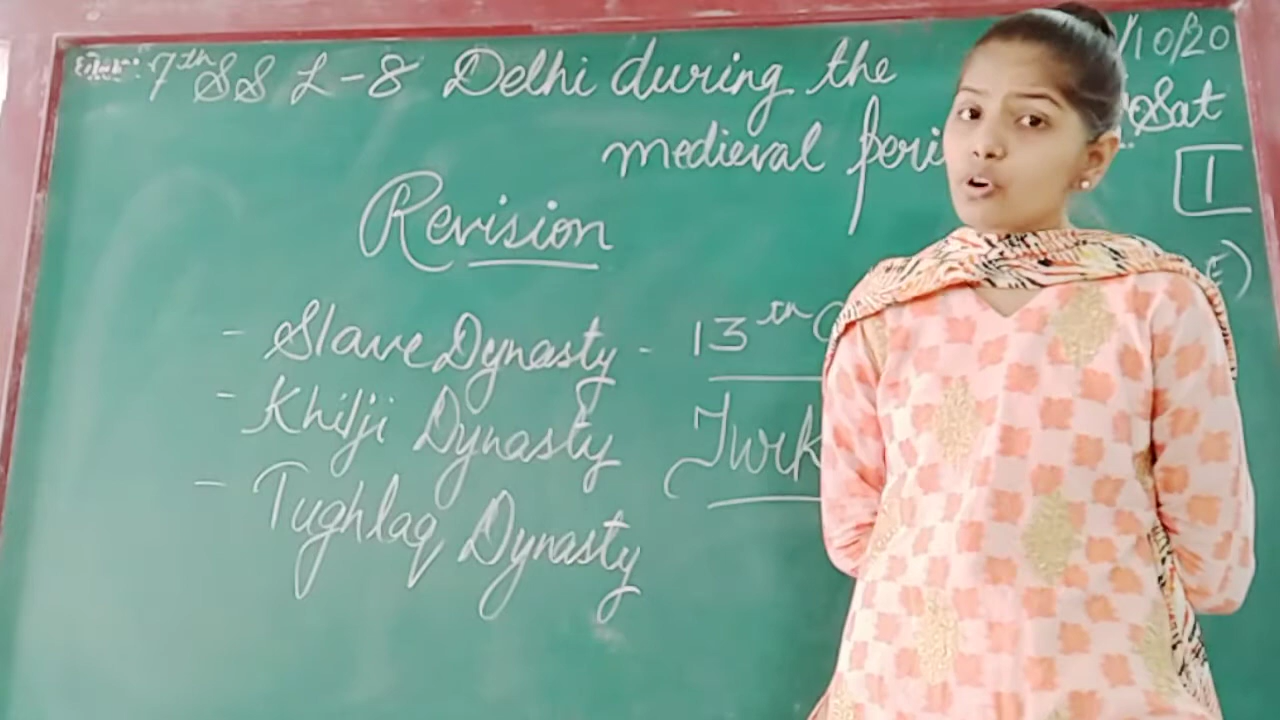 7th SS L-8 Delhi during the /10/20
medieval peri Sat
1
Revision
- Slave Dynasty - 13th C E)
- Khilji Dynasty (Turk
- Tughlaq Dynasty